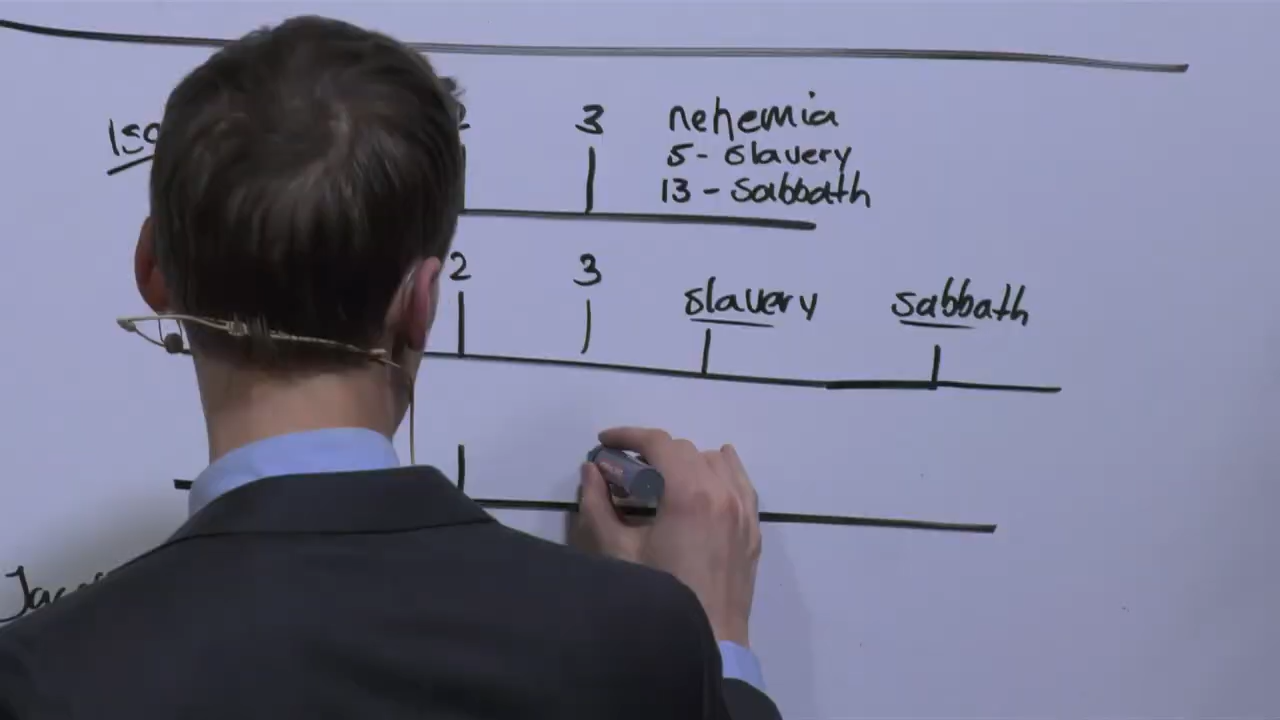 3 nehemia
5 - slavery
13 - sabbath
2 3 slavery sabbath